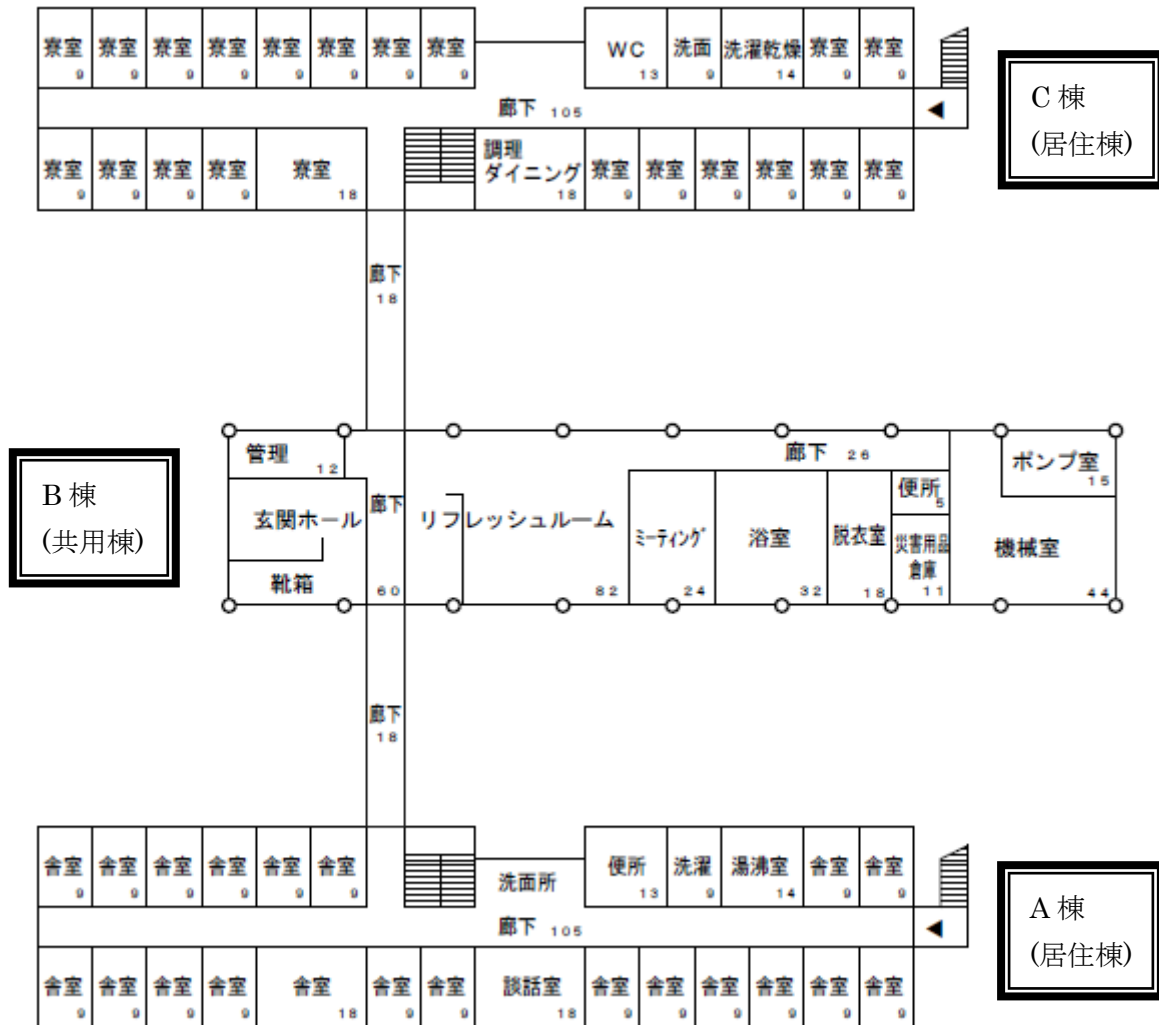 寮室 寮室 寮室 寮室 寮室 寮室 寮室 寮室 WC 洗面 洗濯乾燥 寮室 寮室
9 9 9 9 9 9 9 9 13 9 14 9 9
廊下 105
C棟
(居住棟)
寮室 寮室 寮室 寮室 寮室 調理
ダイニング 寮室 寮室 寮室 寮室 寮室 寮室
9 9 9 9 18 18 9 9 9 9 9 9
廊下
18
B棟
(共用棟)
管理 12
廊下 26
ポンプ室
15
玄関ホール
廊下
リフレッシュルーム
ミーティング
浴室
脱衣室
便所
5
災害用品
倉庫
機械室
靴箱
60 82 24 32 18 11 44
廊下
18
舎室 舎室 舎室 舎室 舎室 舎室 洗面所 便所 洗濯 湯沸室 舎室 舎室
9 9 9 9 9 9 13 9 14 9 9
廊下 105
A棟
(居住棟)
舎室 舎室 舎室 舎室 舎室 舎室 舎室 談話室 舎室 舎室 舎室 舎室 舎室 舎室
9 9 9 9 18 9 9 18 9 9 9 9 9 9